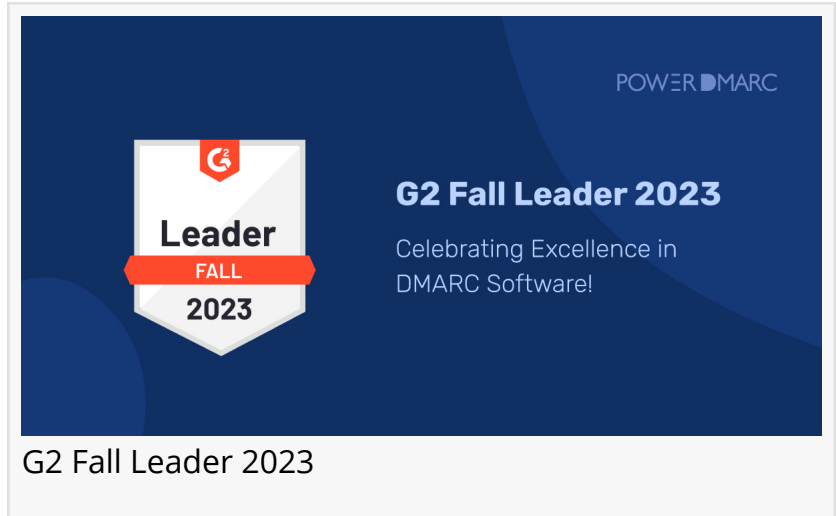 POWER DMARC
G2
Leader
FALL
2023
G2 Fall Leader 2023
Celebrating Excellence in
DMARC Software!
G2 Fall Leader 2023